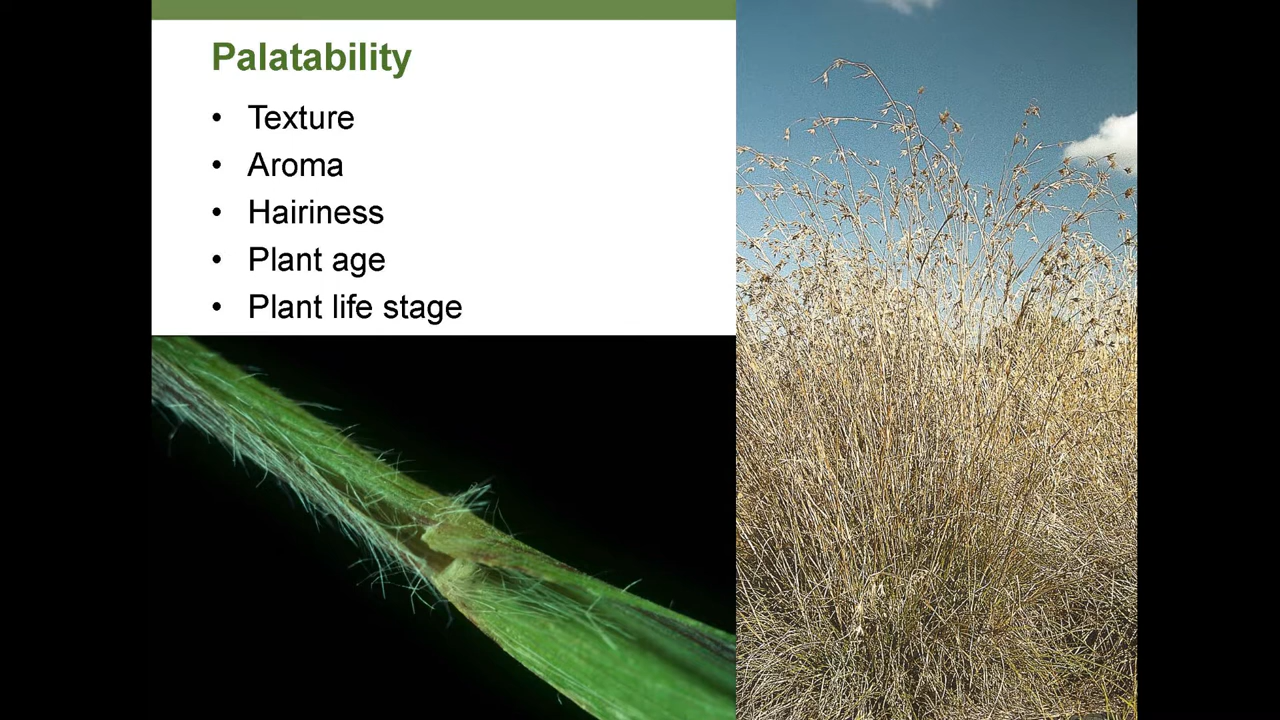 Palatability
• Texture
• Aroma
• Hairiness
• Plant age
• Plant life stage